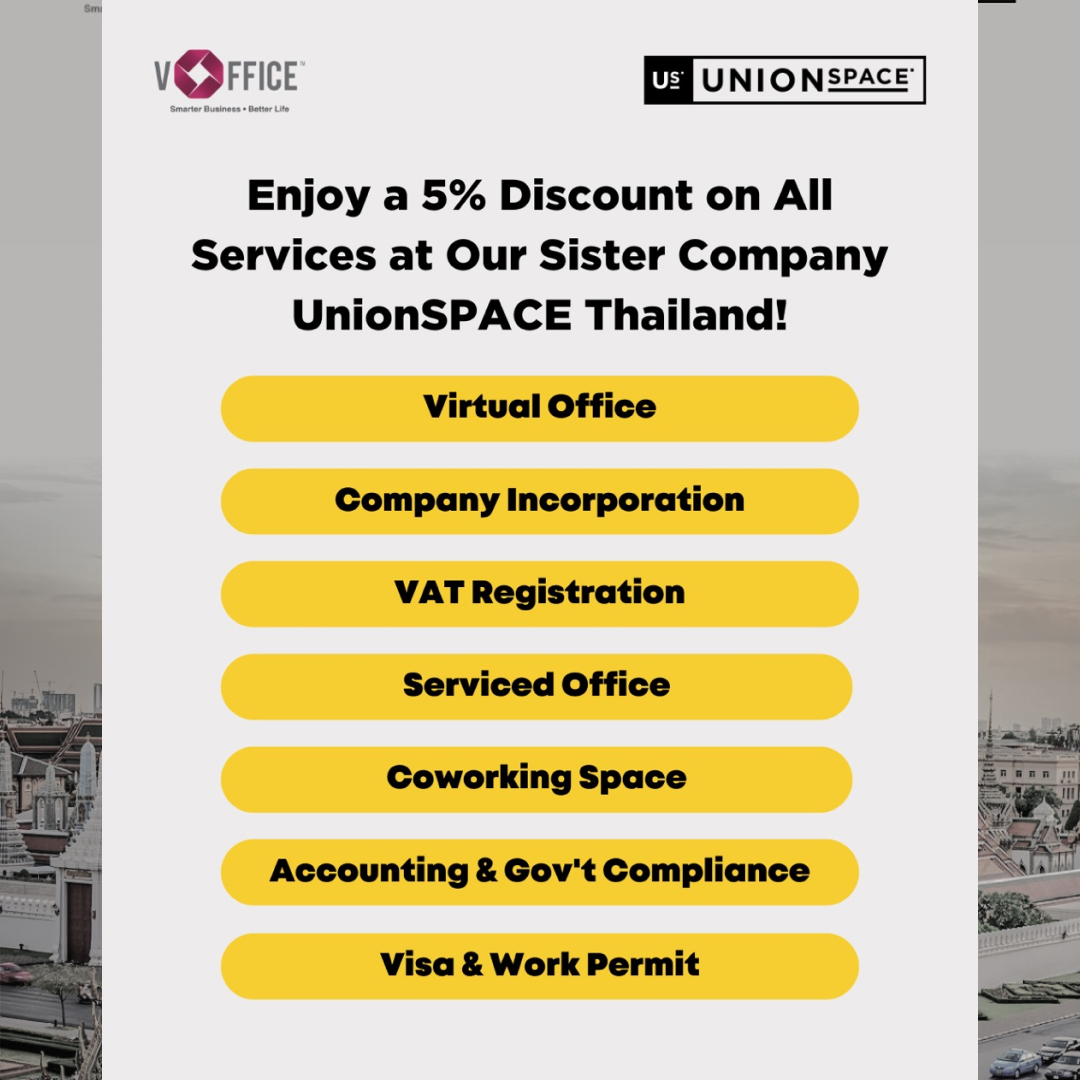 Sm
VOFFICE™
Smarter Business • Better Life
US UNIONSPACE
Enjoy a 5% Discount on All
Services at Our Sister Company
UnionSPACE Thailand!
Virtual Office
Company Incorporation
VAT Registration
Serviced Office
Coworking Space
Accounting & Gov't Compliance
Visa & Work Permit